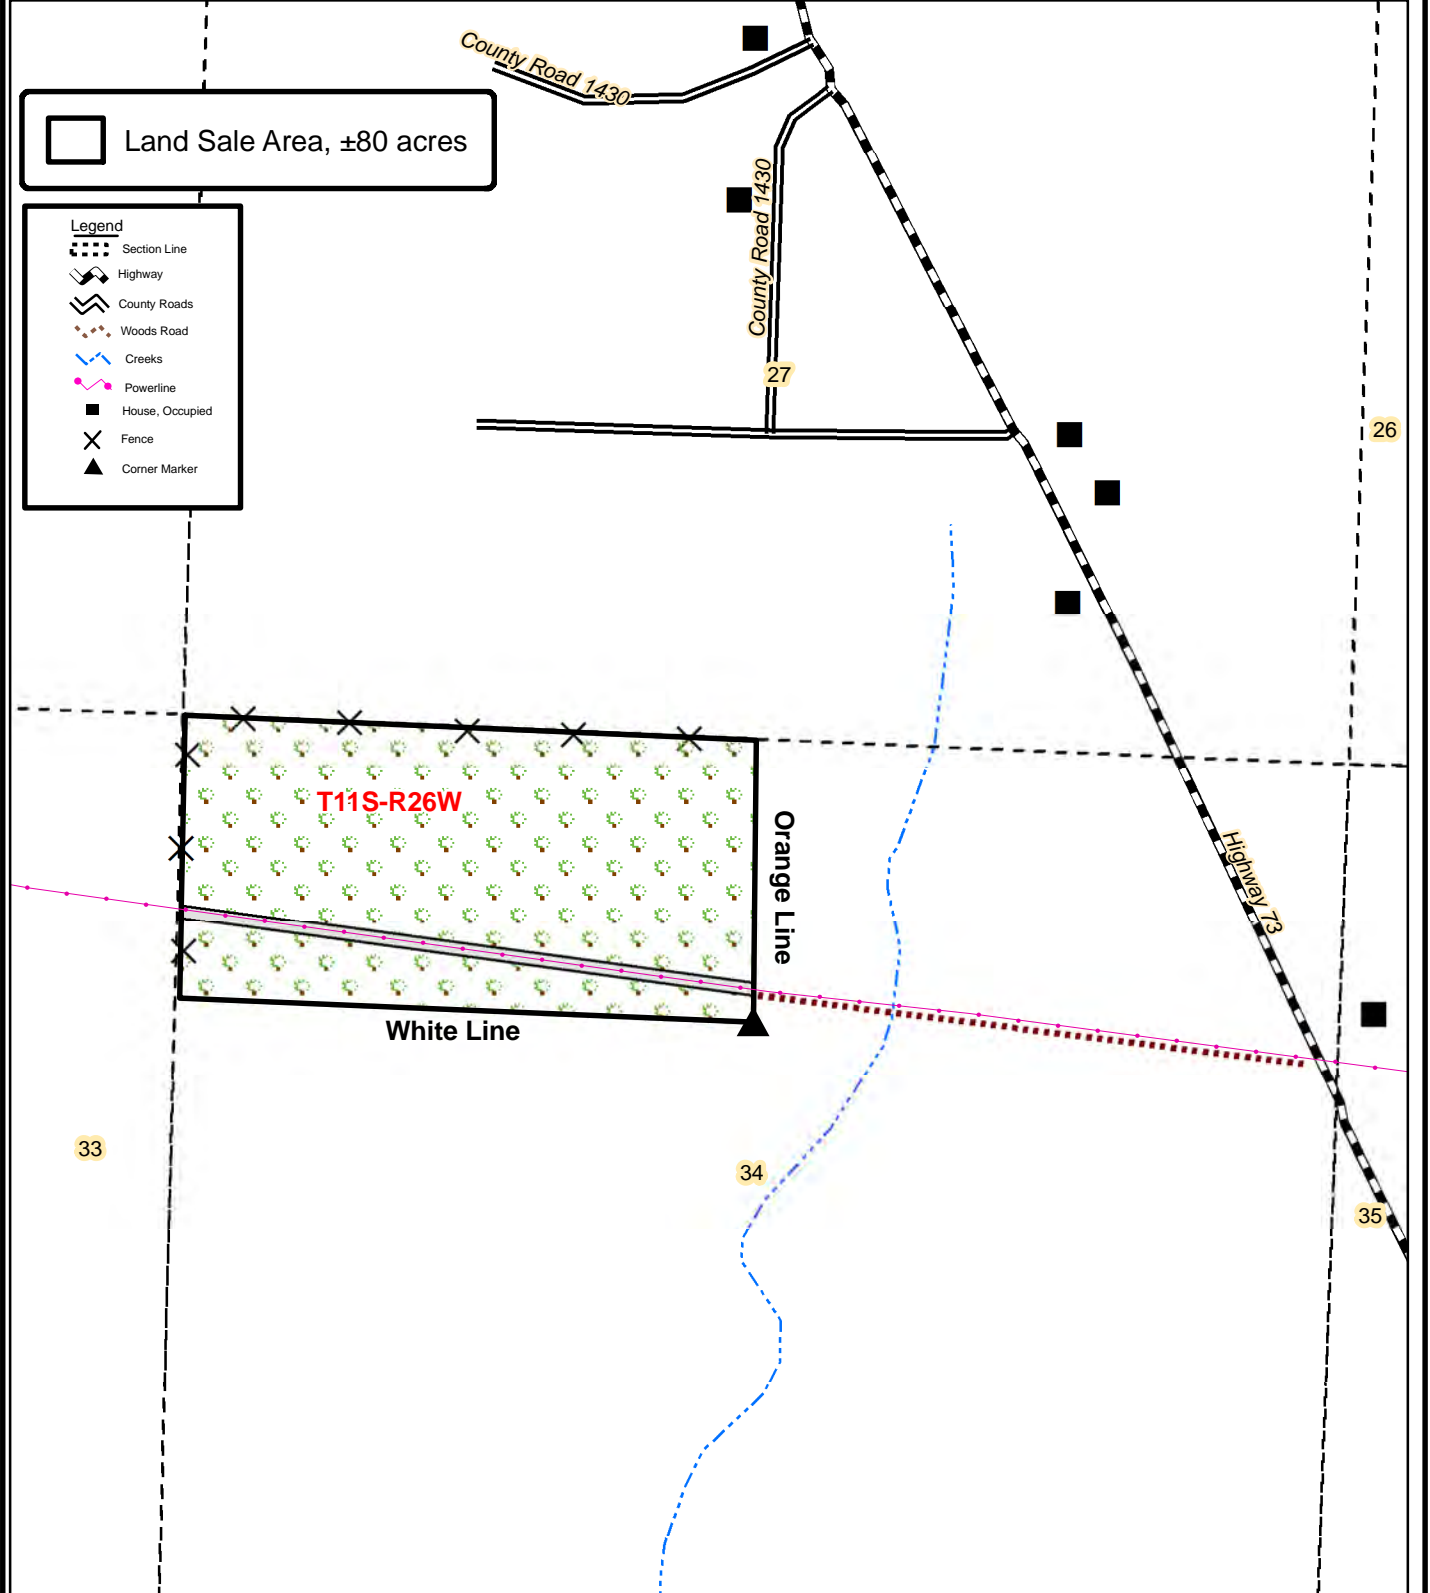 County Road 1430
Land Sale Area, ±80 acres
County Road 1430
Legend
Section Line
Highway
County Roads
Woods Road
Creeks
Powerline
House, Occupied
Fence
Corner Marker
27
26
T11S-R26W
Orange Line
Highway 73
White Line
33
34
35